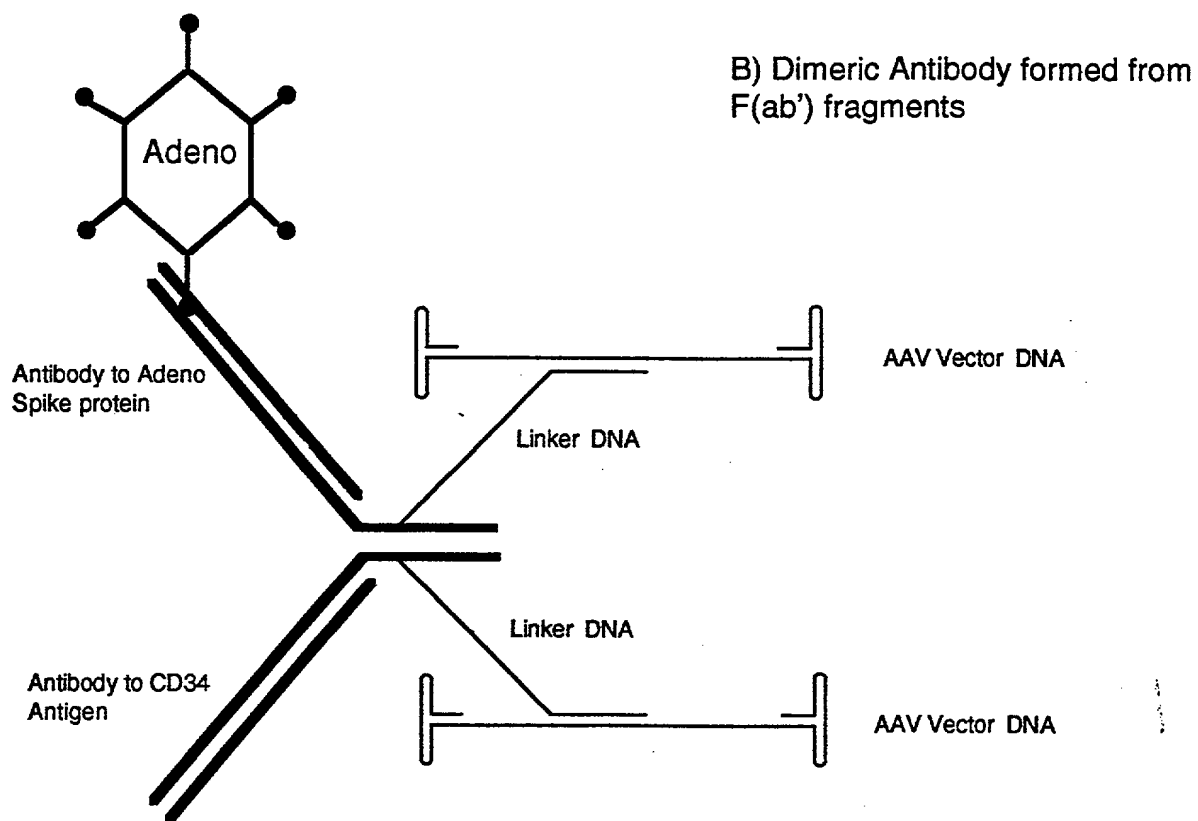 B) Dimeric Antibody formed from
F(ab') fragments
Adeno
Antibody to Adeno
Spike protein
AAV Vector DNA
Linker DNA
Linker DNA
Antibody to CD34
Antigen
AAV Vector DNA